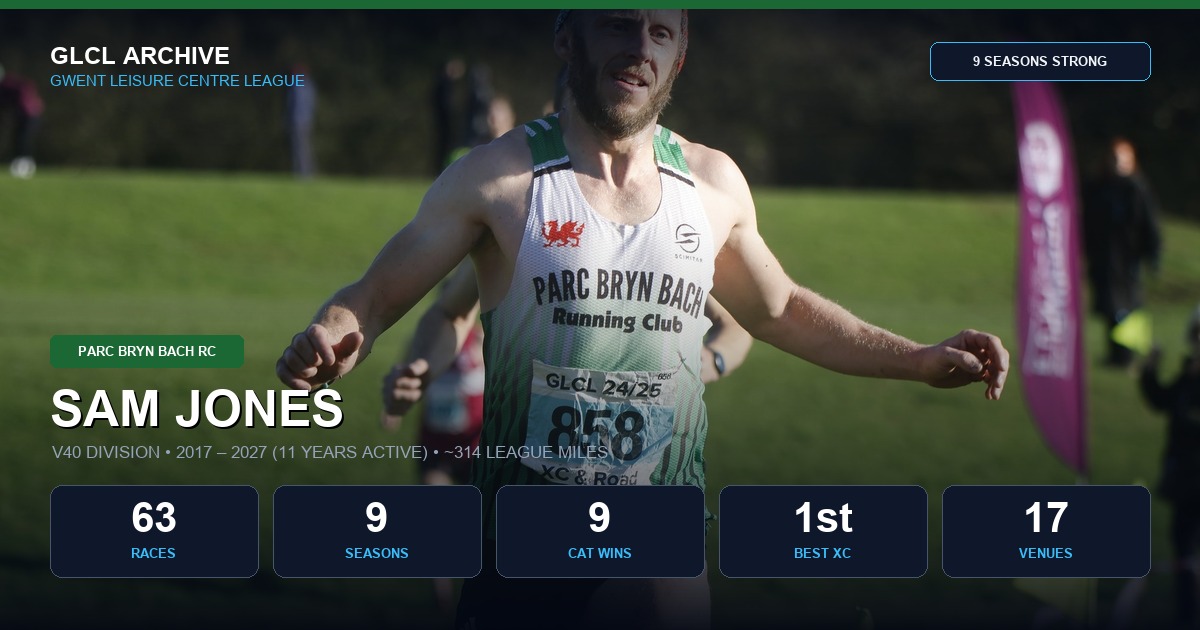 GLCL ARCHIVE
GWENT LEISURE CENTRE LEAGUE
9 SEASONS STRONG
SCIMITAR
PARC BRYN BACH
Running Club
PARC BRYN BACH RC
GLCL 24/25
858
858
SAM JONES
V40 DIVISION • 2017 – 2027 (11 YEARS ACTIVE) • ~314 LEAGUE MILES
XC & Road
63
RACES
9
SEASONS
9
CAT WINS
1st
BEST XC
17
VENUES